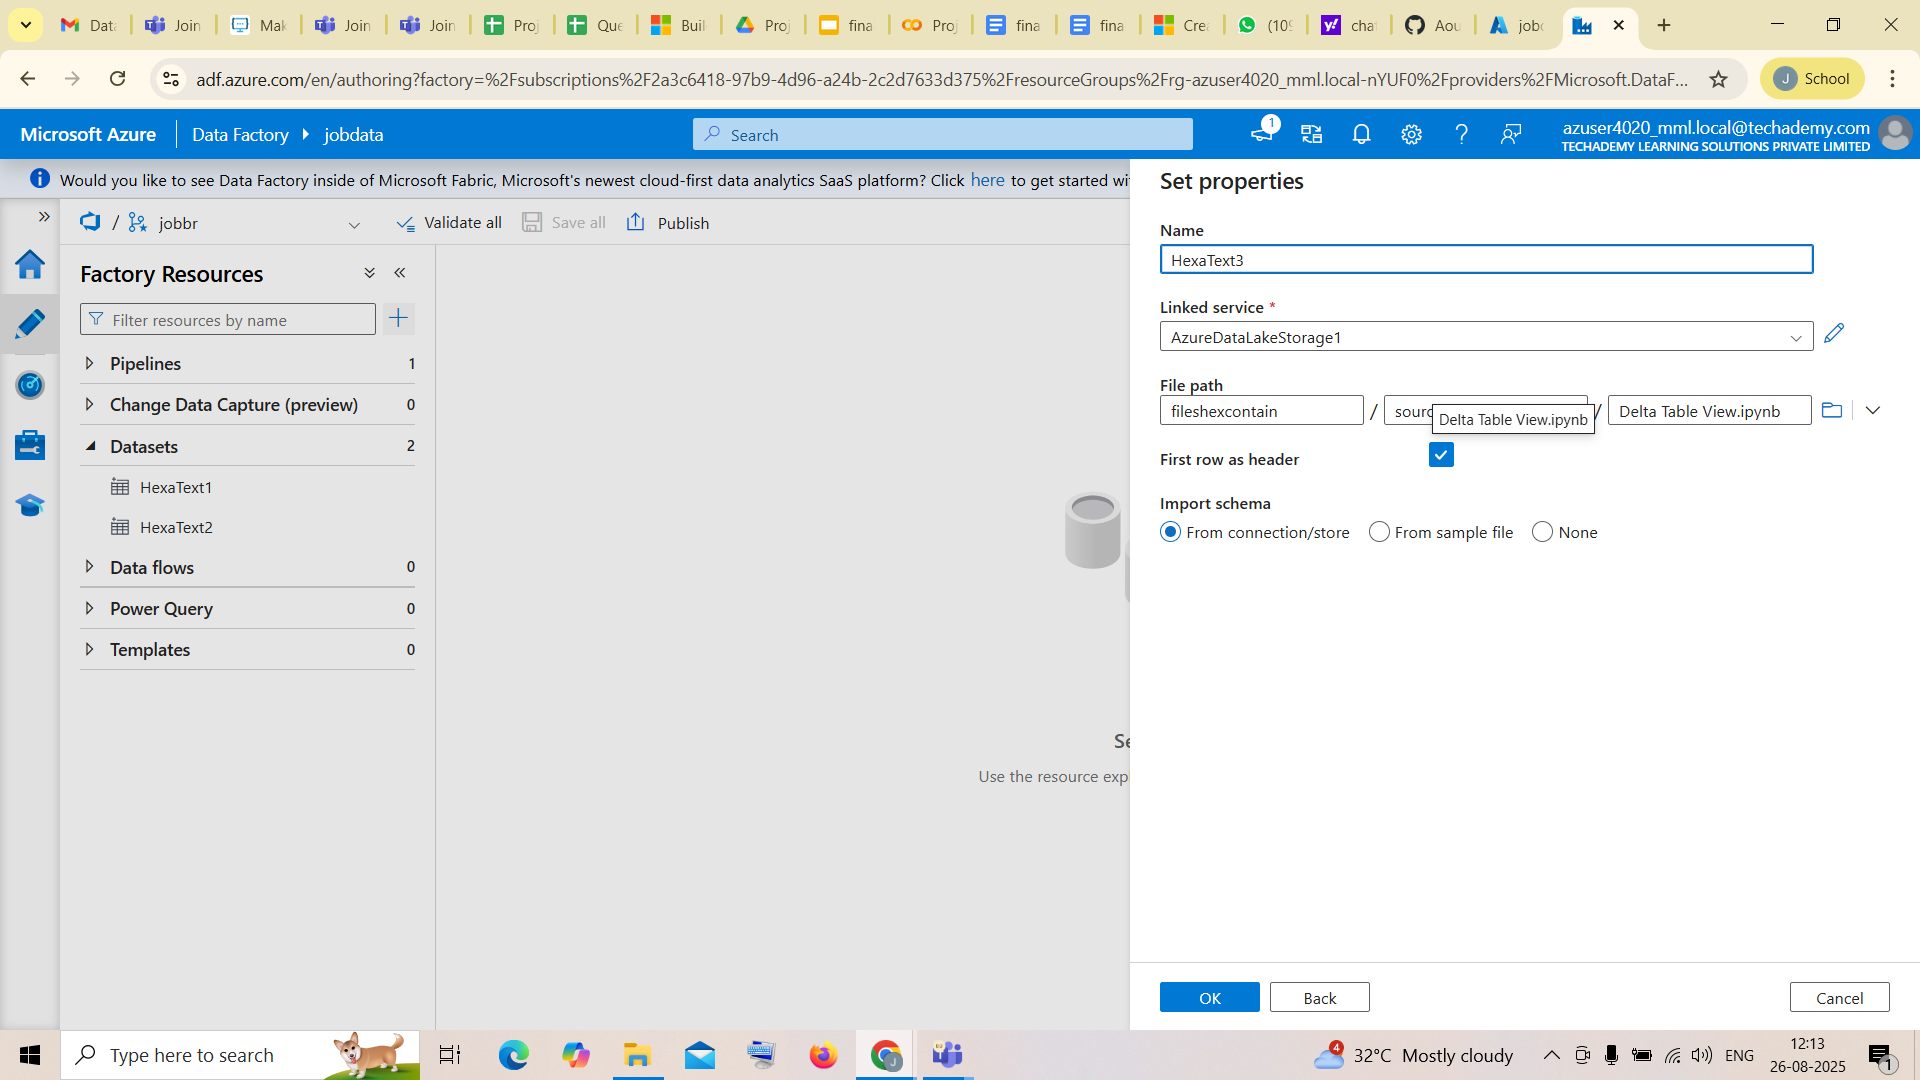 Data
Join
Mak
Join
Join
Proj
Que
Buil
Proj
fina
Proj
fina
fina
Crea
(109
chat
Aou
jobd
adf.azure.com/en/authoring?factory=%2Fsubscriptions%2F2a3c6418-97b9-4d96-a24b-2c2d7633d375%2FresourceGroups%2Frg-azuser4020_mml.local-nYUF0%2Fproviders%2FMicrosoft.DataF...
J School
Microsoft Azure
Data Factory
jobdata
Search
1
azuser4020_mml.local@techademy.com
TECHADEMY LEARNING SOLUTIONS PRIVATE LIMITED
Would you like to see Data Factory inside of Microsoft Fabric, Microsoft's newest cloud-first data analytics SaaS platform? Click here to get started wi
/ jobbr
Validate all
Save all
Publish
Factory Resources
Filter resources by name
Pipelines 1
Change Data Capture (preview) 0
Datasets 2
HexaText1
HexaText2
Data flows 0
Power Query 0
Templates 0
Se
Use the resource exp
Set properties
Name
HexaText3
Linked service *
AzureDataLakeStorage1
File path
fileshexcontain / sourc / Delta Table View.ipynb
Delta Table View.ipynb
First row as header
Import schema
From connection/store
From sample file
None
OK
Back
Cancel
Type here to search
4
32°C Mostly cloudy
ENG
12:13
26-08-2025
1